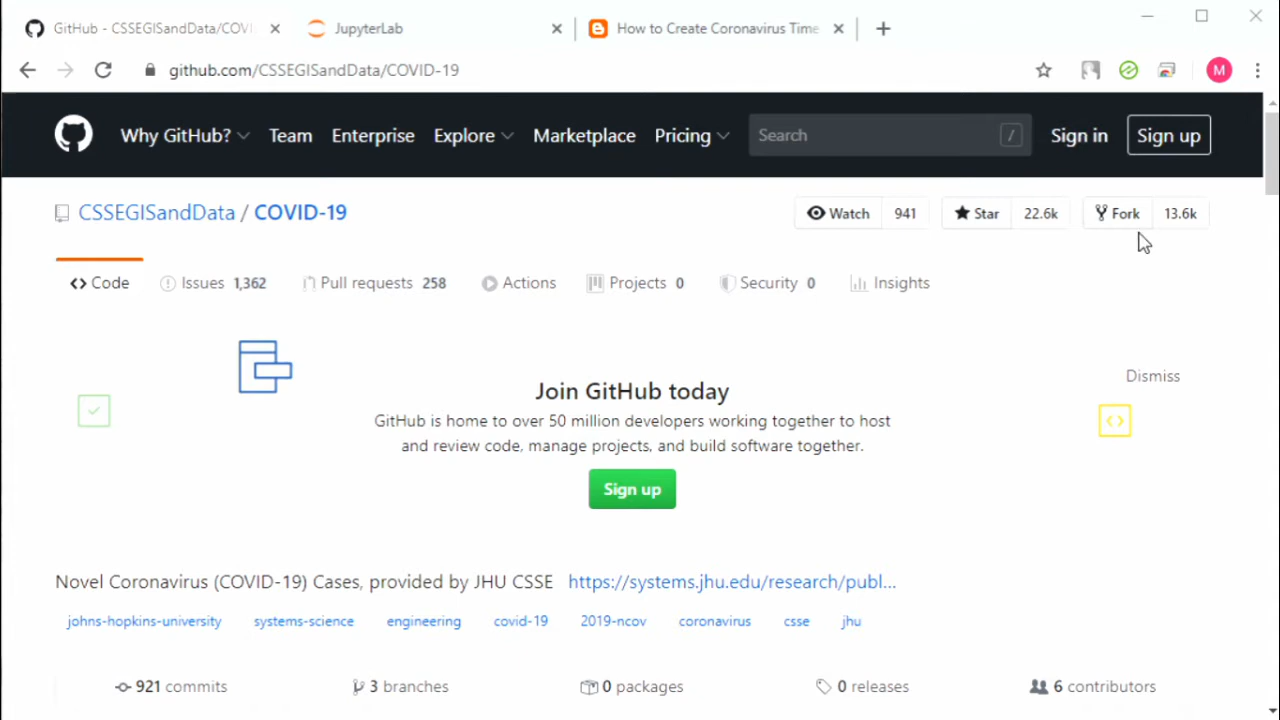 GitHub - CSSEGISandData/COVI
JupyterLab
How to Create Coronavirus Time
github.com/CSSEGISandData/COVID-19
M
Why GitHub? Team Enterprise Explore Marketplace Pricing Search / Sign in Sign up
CSSEGISandData / COVID-19
Watch 941 Star 22.6k Fork 13.6k
<> Code Issues 1,362 Pull requests 258 Actions Projects 0 Security 0 Insights
Dismiss
Join GitHub today
GitHub is home to over 50 million developers working together to host
and review code, manage projects, and build software together.
Sign up
Novel Coronavirus (COVID-19) Cases, provided by JHU CSSE https://systems.jhu.edu/research/publ...
johns-hopkins-university systems-science engineering covid-19 2019-ncov coronavirus csse jhu
921 commits 3 branches 0 packages 0 releases 6 contributors